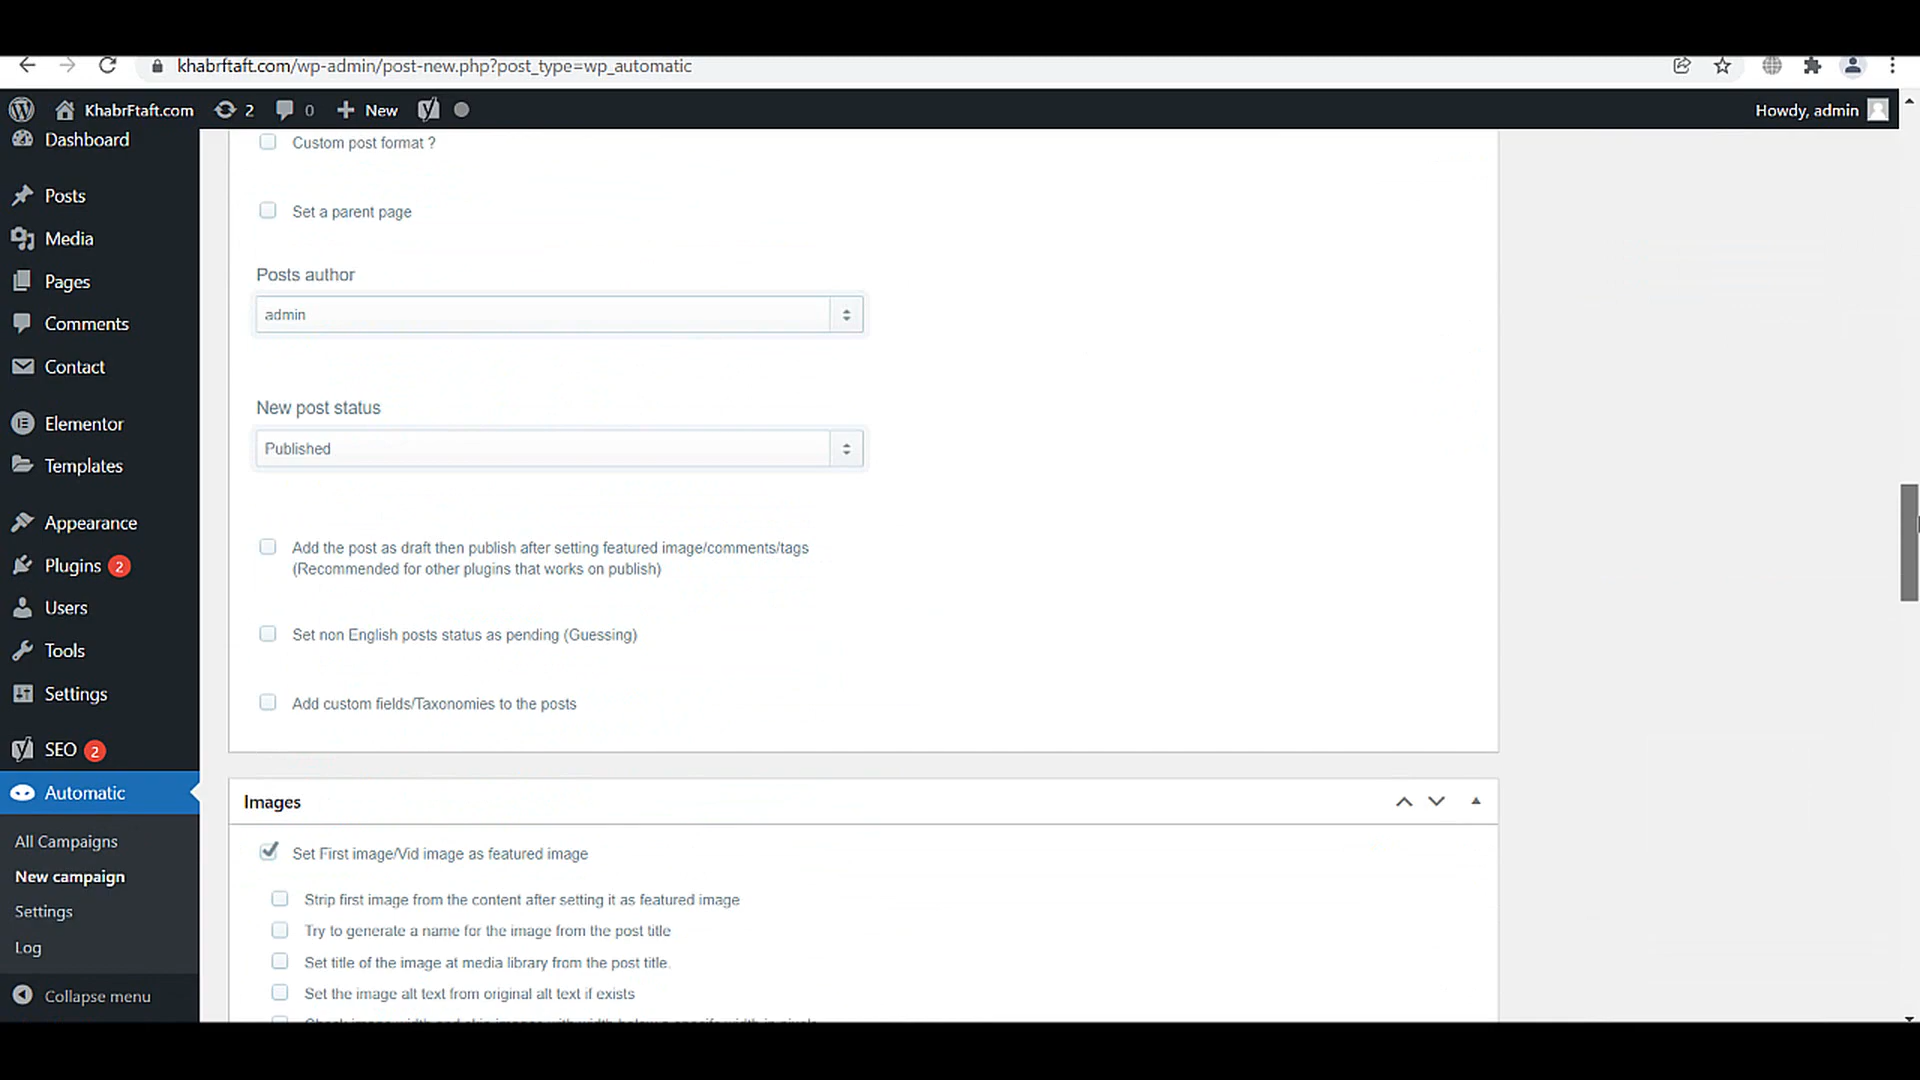 khabrftaft.com/wp-admin/post-new.php?post_type=wp_automatic
KhabrFtaft.com 2 0 New Howdy, admin
Dashboard
Posts
Media
Pages
Comments
Contact
Elementor
Templates
Appearance
Plugins 2
Users
Tools
Settings
SEO 2
Automatic
All Campaigns
New campaign
Settings
Log
Collapse menu
Custom post format ?
Set a parent page
Posts author
admin
New post status
Published
Add the post as draft then publish after setting featured image/comments/tags
(Recommended for other plugins that works on publish)
Set non English posts status as pending (Guessing)
Add custom fields/Taxonomies to the posts
Images
Set First image/Vid image as featured image
Strip first image from the content after setting it as featured image
Try to generate a name for the image from the post title
Set title of the image at media library from the post title.
Set the image alt text from original alt text if exists